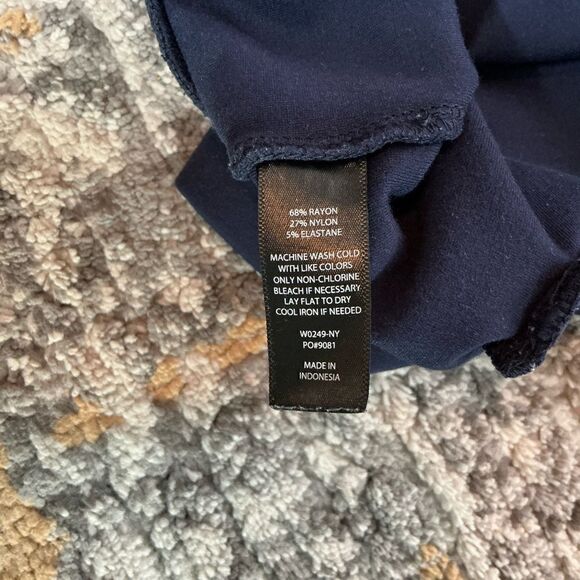 68% RAYON
27% NYLON
5% ELASTANE
MACHINE WASH COLD
WITH LIKE COLORS
ONLY NON-CHLORINE
BLEACH IF NECESSARY
LAY FLAT TO DRY
COOL IRON IF NEEDED
W0249-NY
PO#9081
MADE IN
INDONESIA